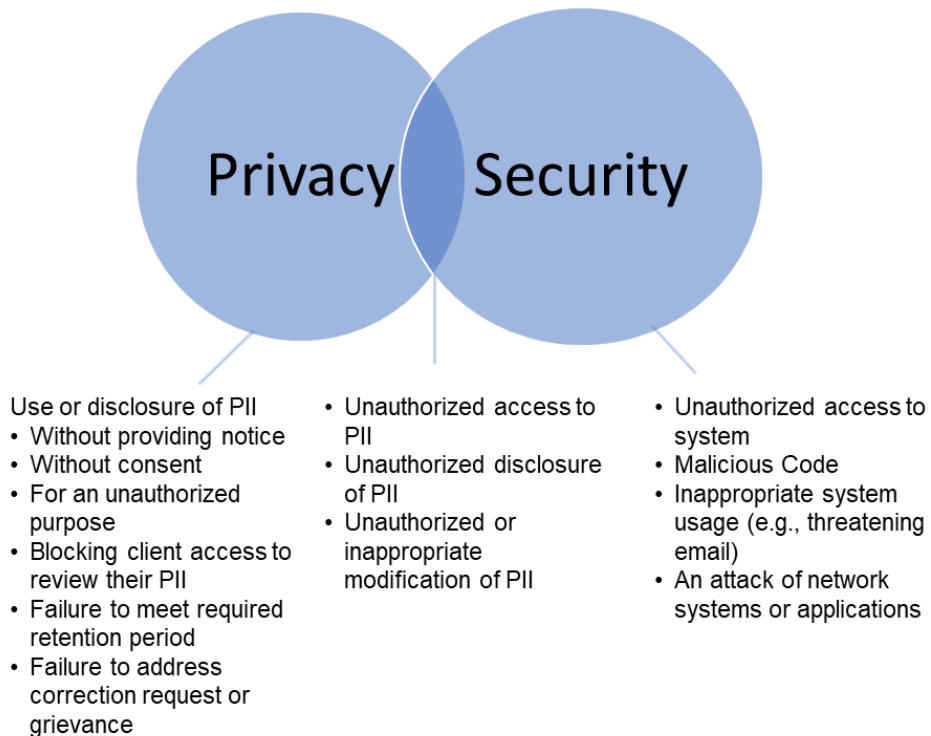 Privacy
Security
Use or disclosure of PII
• Without providing notice
• Without consent
• For an unauthorized
purpose
• Blocking client access to
review their PII
• Failure to meet required
retention period
• Failure to address
correction request or
grievance
• Unauthorized access to
PII
• Unauthorized disclosure
of PII
• Unauthorized or
inappropriate
modification of PII
• Unauthorized access to
system
• Malicious Code
• Inappropriate system
usage (e.g., threatening
email)
• An attack of network
systems or applications